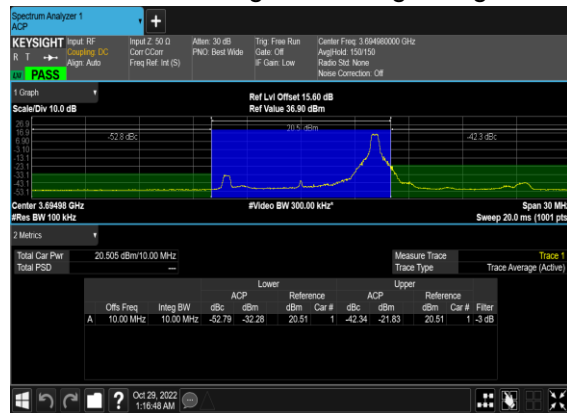 Spectrum Analyzer 1
ACP
+
KEYSIGHT Input: RF Input Z: 50 Ω Atten: 30 dB Trig: Free Run Center Freq: 3.694980000 GHz
R T Coupling: DC Corr CCorr PNO: Best Wide Gate: Off Avg|Hold: 150/150
Align: Auto Freq Ref: Int (S) IF Gain: Low Radio Std: None
LXI PASS Noise Correction: Off
1 Graph Ref Lvl Offset 15.60 dB
Scale/Div 10.0 dB Ref Value 36.90 dBm
26.9
16.9
6.90
-3.10
-13.1
-23.1
-33.1
-43.1
-53.1
-52.8 dBc 20.5 dBm -42.3 dBc
Center 3.69498 GHz #Video BW 300.00 kHz* Span 30 MHz
#Res BW 100 kHz Sweep 20.0 ms (1001 pts
2 Metrics
Total Car Pwr 20.505 dBm/10.00 MHz Measure Trace Trace 1
Total PSD --- Trace Type Trace Average (Active)
Lower Upper
ACP Reference ACP Reference
Offs Freq Integ BW dBc dBm dBm Car # dBc dBm dBm Car # Filter
A 10.00 MHz 10.00 MHz -52.79 -32.28 20.51 1 -42.34 -21.83 20.51 1 -3 dB
? Oct 29, 2022
1:16:48 AM